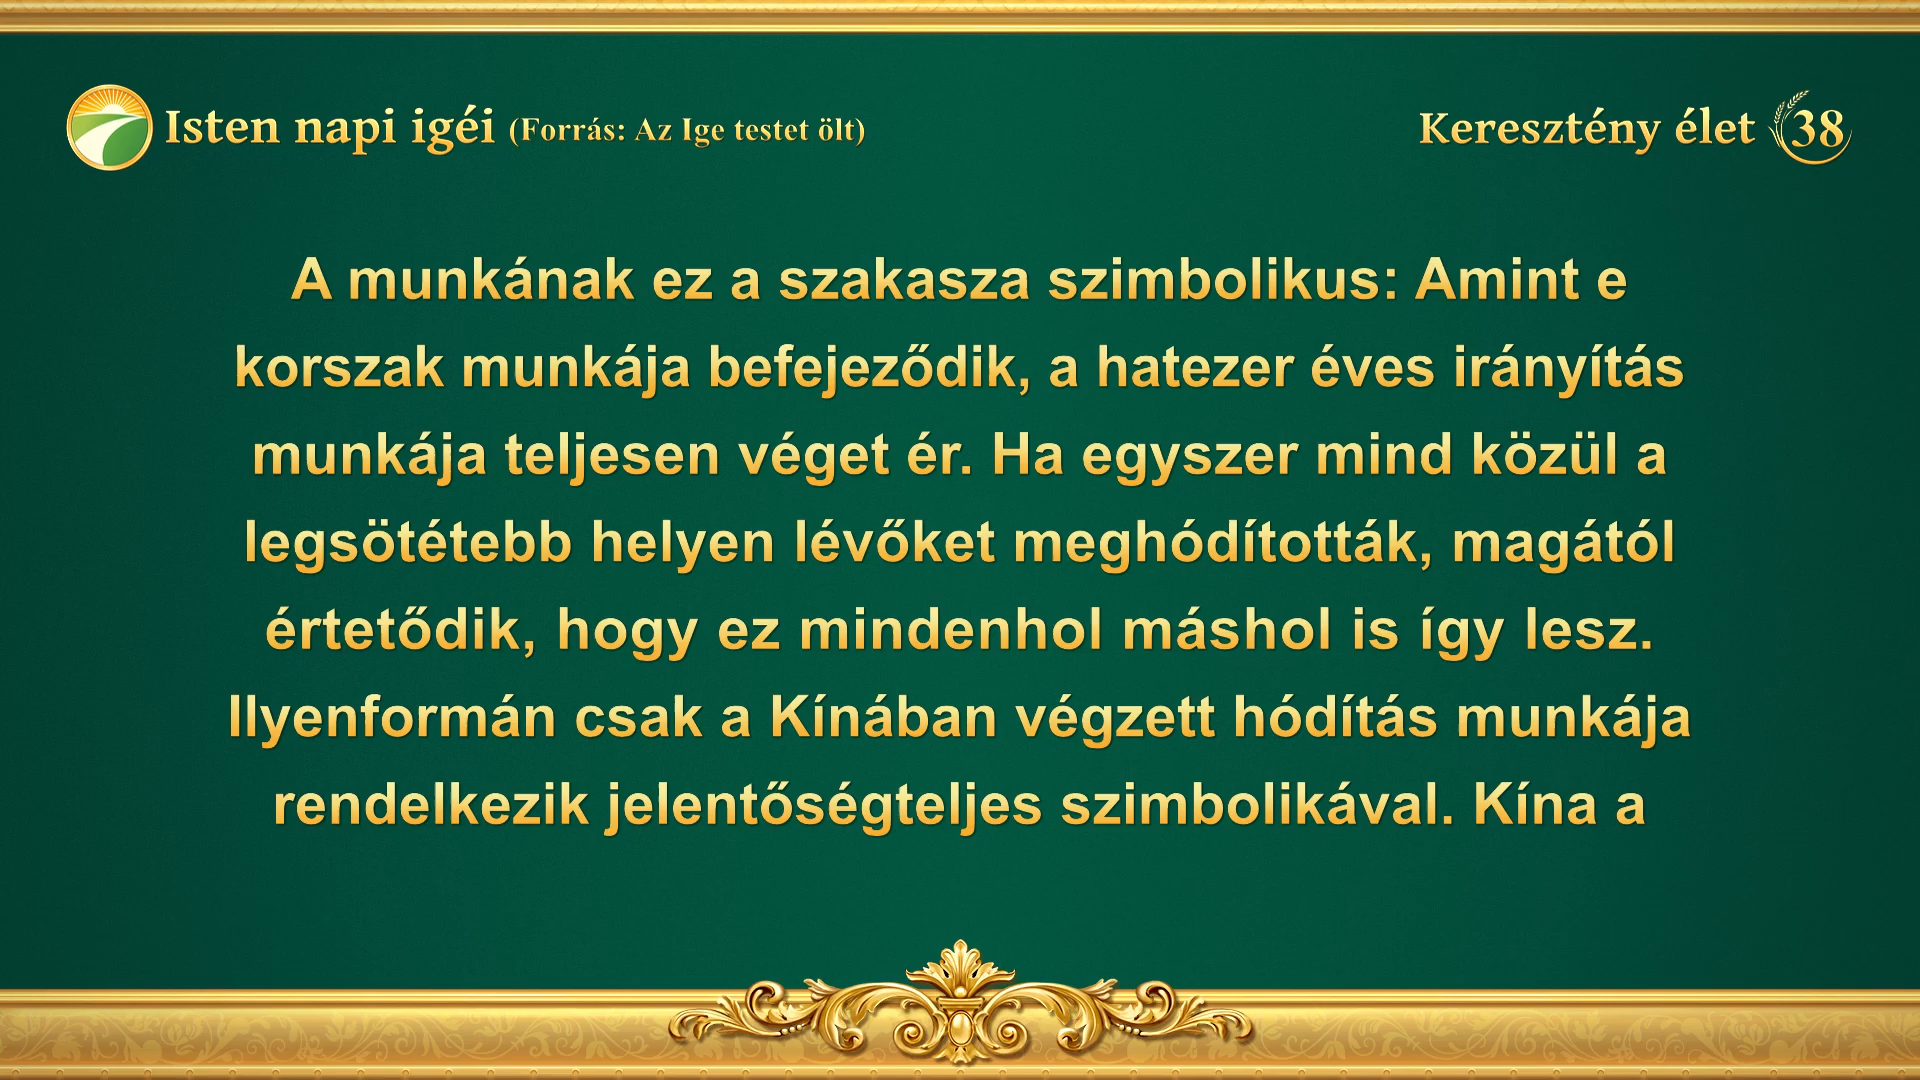 Isten napi igéi (Forrás: Az Ige testet ölt)
Keresztény élet 38
A munkának ez a szakasza szimbolikus: Amint e
korszak munkája befejeződik, a hatezer éves irányítás
munkája teljesen véget ér. Ha egyszer mind közül a
legsötétebb helyen lévőket meghódították, magától
értetődik, hogy ez mindenhol máshol is így lesz.
Ilyenformán csak a Kínában végzett hódítás munkája
rendelkezik jelentőségteljes szimbolikával. Kína a